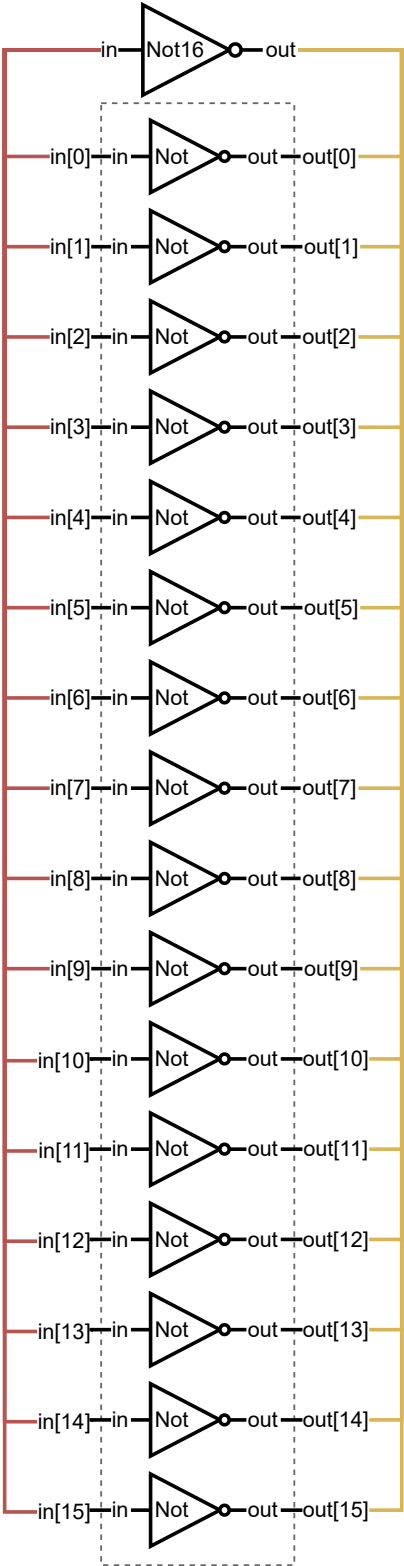 in Not16 out
in[0] in Not out out[0]
in[1] in Not out out[1]
in[2] in Not out out[2]
in[3] in Not out out[3]
in[4] in Not out out[4]
in[5] in Not out out[5]
in[6] in Not out out[6]
in[7] in Not out out[7]
in[8] in Not out out[8]
in[9] in Not out out[9]
in[10] in Not out out[10]
in[11] in Not out out[11]
in[12] in Not out out[12]
in[13] in Not out out[13]
in[14] in Not out out[14]
in[15] in Not out out[15]